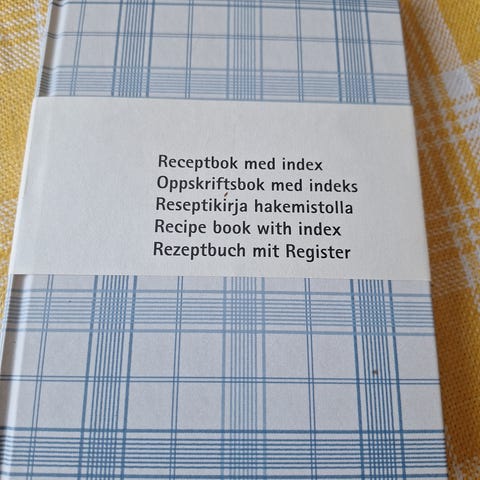 Receptbok med index
Oppskriftsbok med indeks
Reseptikirja hakemistolla
Recipe book with index
Rezeptbuch mit Register